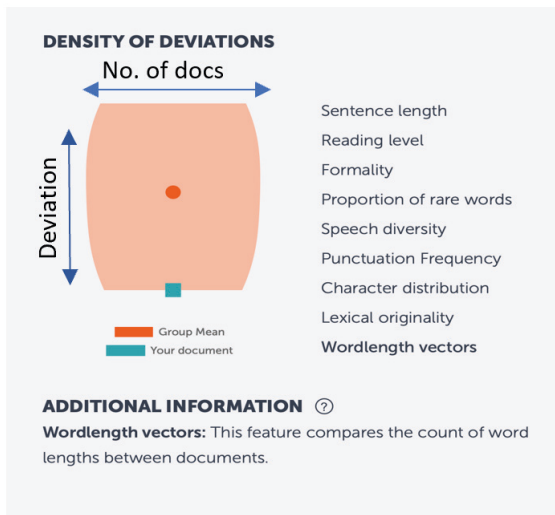 DENSITY OF DEVIATIONS
No. of docs
Deviation
Group Mean
Your document
Sentence length
Reading level
Formality
Proportion of rare words
Speech diversity
Punctuation Frequency
Character distribution
Lexical originality
Wordlength vectors
ADDITIONAL INFORMATION ?
Wordlength vectors: This feature compares the count of word
lengths between documents.